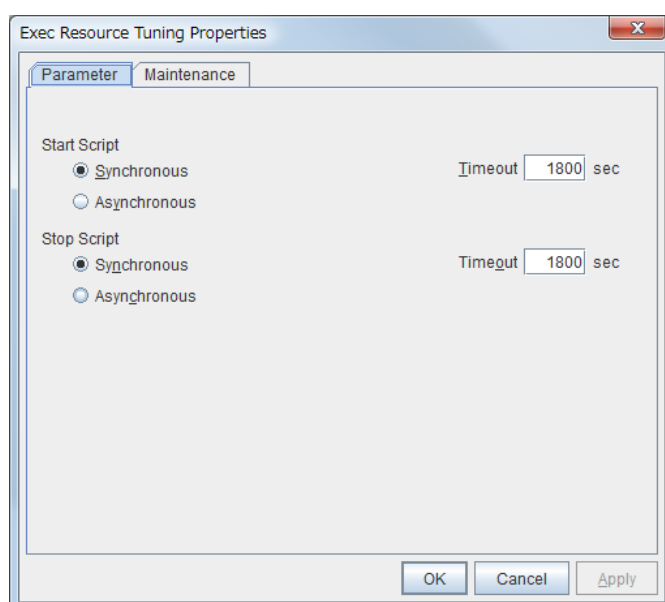 Exec Resource Tuning Properties
Parameter Maintenance
Start Script
Synchronous Timeout 1800 sec
Asynchronous
Stop Script
Synchronous Timeout 1800 sec
Asynchronous
OK Cancel Apply